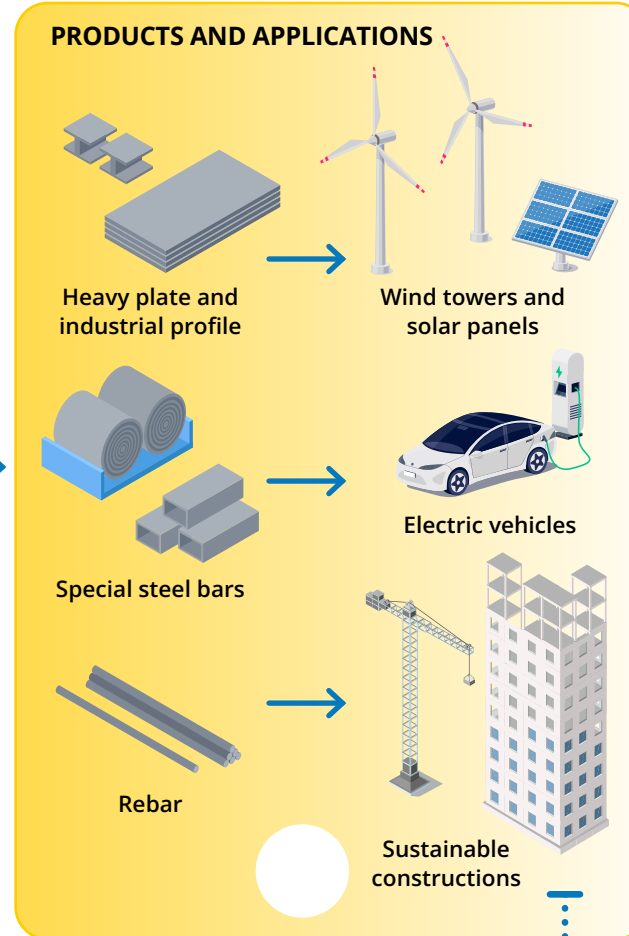 PRODUCTS AND APPLICATIONS
Heavy plate and
industrial profile
Wind towers and
solar panels
Special steel bars
Electric vehicles
Rebar
Sustainable
constructions